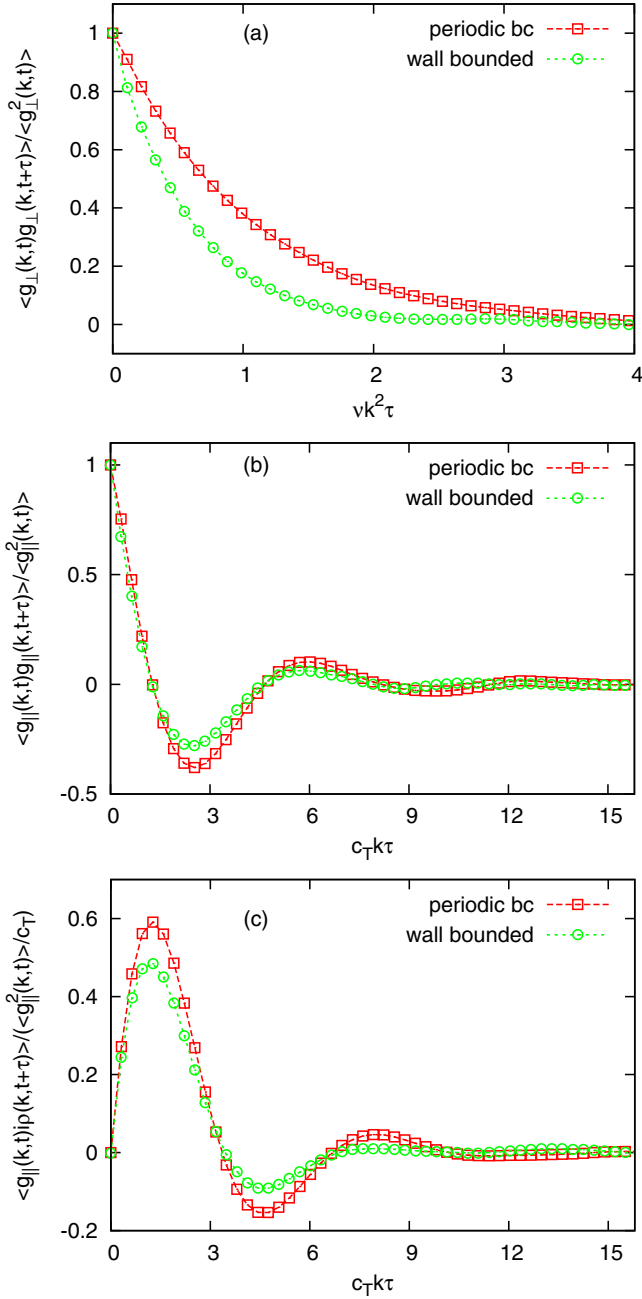 (a)
periodic bc
wall bounded
<g⊥(k,t)g⊥(k,t+τ)>/<g⊥²(k,t)>
1
0.8
0.6
0.4
0.2
0
0 1 2 3 4
νk²τ
(b)
periodic bc
wall bounded
<g||(k,t)g||(k,t+τ)>/<g||²(k,t)>
1
0.5
0
-0.5
0 3 6 9 12 15
c_T kτ
(c)
periodic bc
wall bounded
<g||(k,t)iρ(k,t+τ)>/(<g||²(k,t)>/c_T)
0.6
0.4
0.2
0
-0.2
0 3 6 9 12 15
c_T kτ